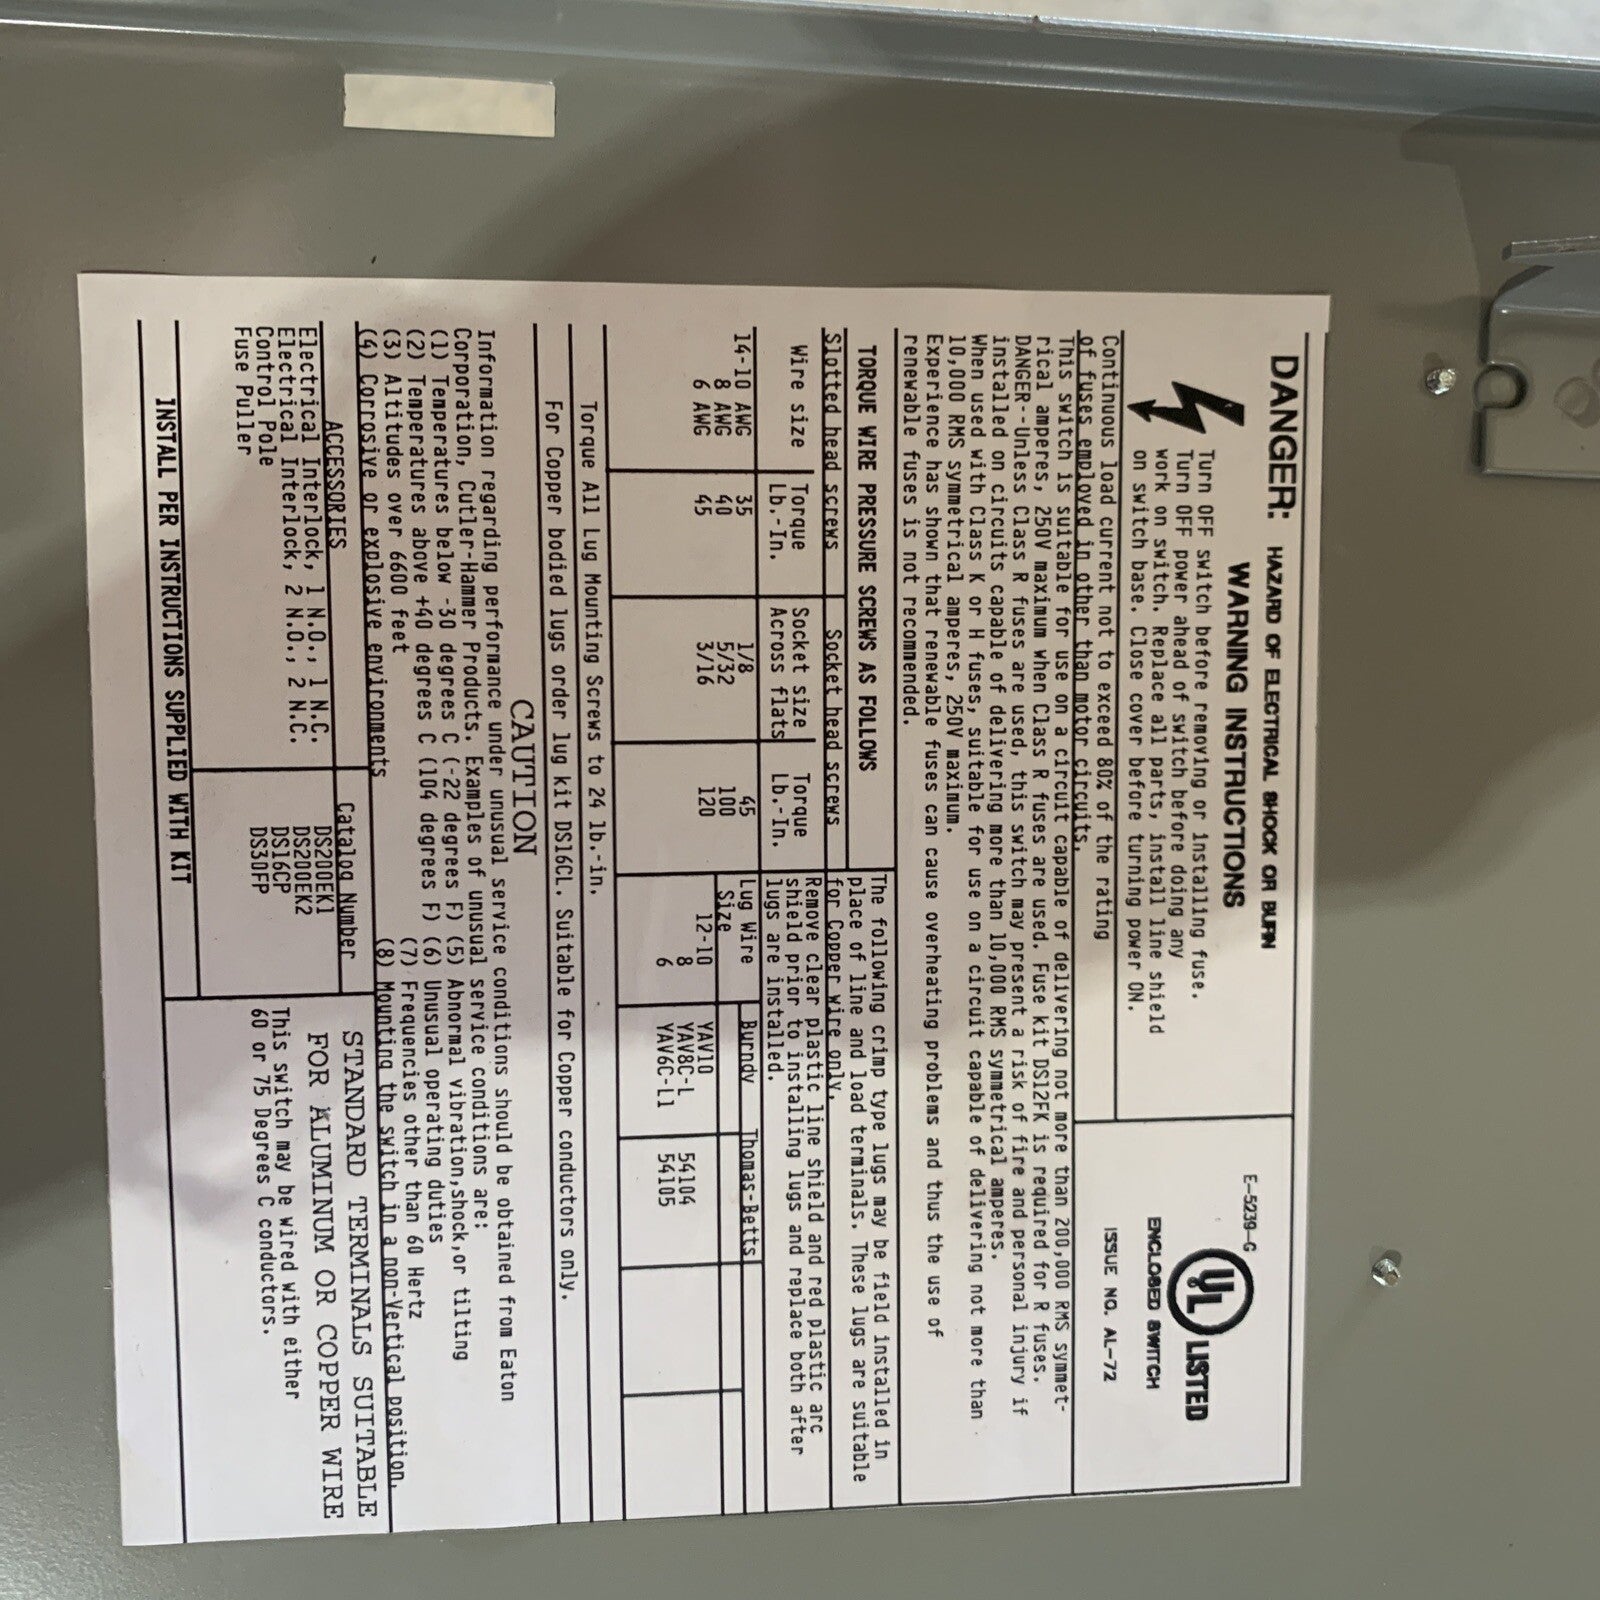 DANGER: HAZARD OF ELECTRICAL SHOCK OR BURN
WARNING INSTRUCTIONS
Turn OFF switch before removing or installing fuse.
Turn OFF power ahead of switch before doing any
work on switch. Replace all parts, install line shield
on switch base. Close cover before turning power ON.
Continuous load current not to exceed 80% of the rating
of fuses employed in other than motor circuits.
E-5239-G
UL LISTED
ENCLOSED SWITCH
ISSUE NO. AL-72
This switch is suitable for use on a circuit capable of delivering not more than 200,000 RMS symmet-
rical amperes, 250V maximum when Class R fuses are used. Fuse kit DS12FK is required for R fuses.
DANGER--Unless Class R fuses are used, this switch may present a risk of fire and personal injury if
installed on circuits capable of delivering more than 10,000 RMS symmetrical amperes.
When used with Class K or H fuses, suitable for use on a circuit capable of delivering not more than
10,000 RMS symmetrical amperes, 250V maximum.
Experience has shown that renewable fuses can cause overheating problems and thus the use of
renewable fuses is not recommended.
TORQUE WIRE PRESSURE SCREWS AS FOLLOWS
Slotted head screws Socket head screws
Wire size Torque Lb.-In. Socket size Across flats Torque Lb.-In.
14-10 AWG 35 1/8 45
8 AWG 40 5/32 100
6 AWG 45 3/16 120
The following crimp type lugs may be field installed in
place of line and load terminals. These lugs are suitable
for Copper wire only.
Remove clear plastic line shield and red plastic arc
shield prior to installing lugs and replace both after
lugs are installed.
Lug Wire Size Burndy Thomas-Betts
12-10 YAV10
8 YAV8C-L 54104
6 YAV6C-L1 54105
Torque All Lug Mounting Screws to 24 lb.-in.
For Copper bodied lugs order lug kit DS16CL. Suitable for Copper conductors only.
CAUTION
Information regarding performance under unusual service conditions should be obtained from Eaton
Corporation, Cutler-Hammer Products. Examples of unusual service conditions are:
(1) Temperatures below -30 degrees C (-22 degrees F) (5) Abnormal vibration,shock,or tilting
(2) Temperatures above +40 degrees C (104 degrees F) (6) Unusual operating duties
(3) Altitudes over 6600 feet (7) Frequencies other than 60 Hertz
(4) Corrosive or explosive environments (8) Mounting the switch in a non-Vertical position.
ACCESSORIES Catalog Number
Electrical Interlock, 1 N.O., 1 N.C. DS200EK1
Electrical Interlock, 2 N.O., 2 N.C. DS200EK2
Control Pole DS16CP
Fuse Puller DS30FP
INSTALL PER INSTRUCTIONS SUPPLIED WITH KIT
STANDARD TERMINALS SUITABLE
FOR ALUMINUM OR COPPER WIRE
This switch may be wired with either
60 or 75 Degrees C conductors.